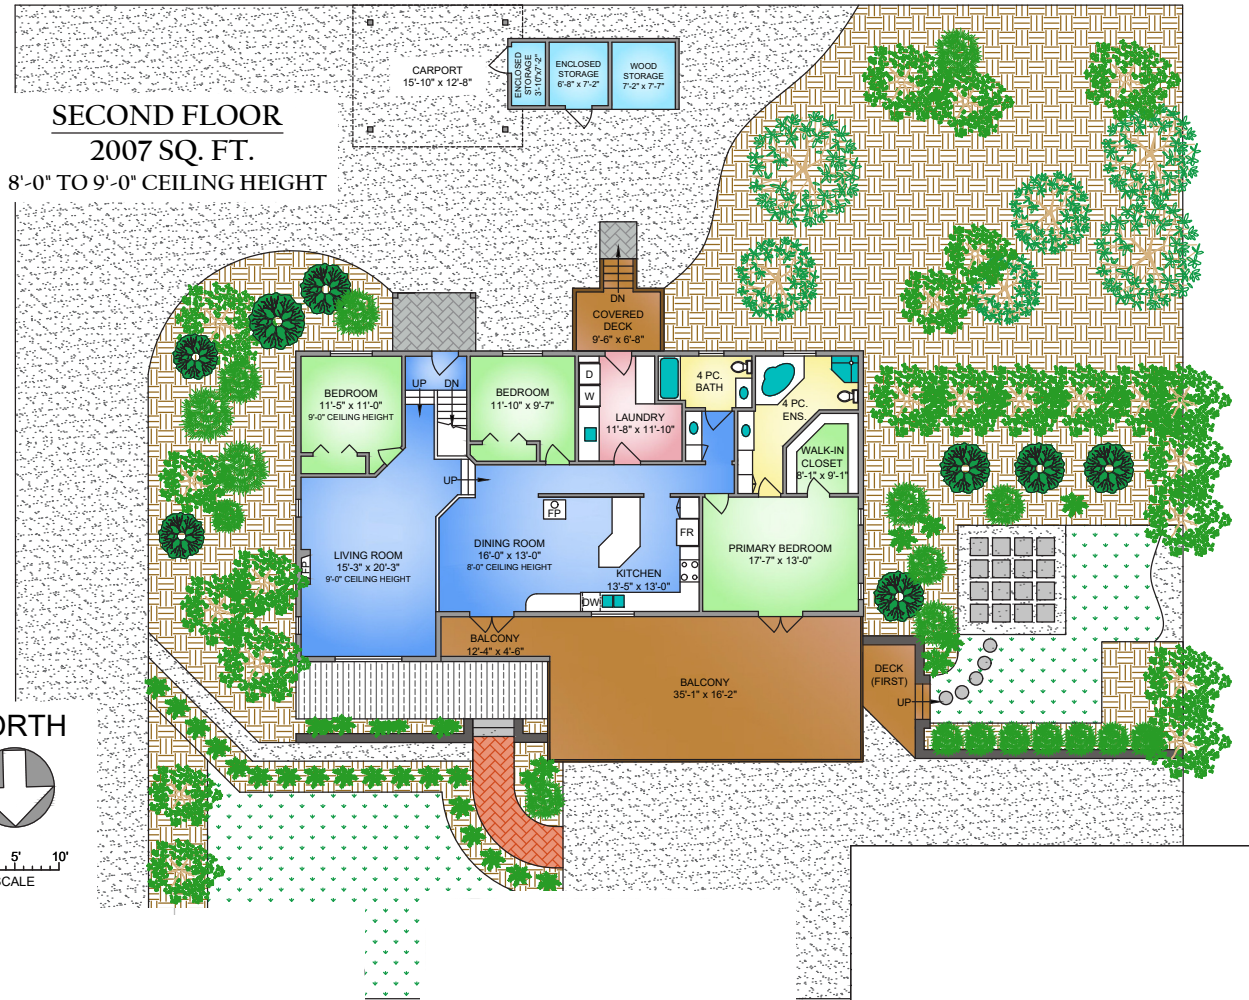 SECOND FLOOR
2007 SQ. FT.
8'-0" TO 9'-0" CEILING HEIGHT
CARPORT
15'-10" x 12'-8"
ENCLOSED
STORAGE
3'-10"x7'-2"
ENCLOSED
STORAGE
6'-8" x 7'-2"
WOOD
STORAGE
7'-2" x 7'-7"
DN
COVERED
DECK
9'-6" x 6'-8"
BEDROOM
11'-5" x 11'-0"
9'-0" CEILING HEIGHT
UP
DN
BEDROOM
11'-10" x 9'-7"
D
W
LAUNDRY
11'-8" x 11'-10"
4 PC.
BATH
4 PC.
ENS.
WALK-IN
CLOSET
8'-1" x 9'-1"
UP
FP
FP
LIVING ROOM
15'-3" x 20'-3"
9'-0" CEILING HEIGHT
DINING ROOM
16'-0" x 13'-0"
8'-0" CEILING HEIGHT
KITCHEN
13'-5" x 13'-0"
FR
DW
PRIMARY BEDROOM
17'-7" x 13'-0"
BALCONY
12'-4" x 4'-6"
BALCONY
35'-1" x 16'-2"
DECK
(FIRST)
UP
ORTH
5'
10'
SCALE